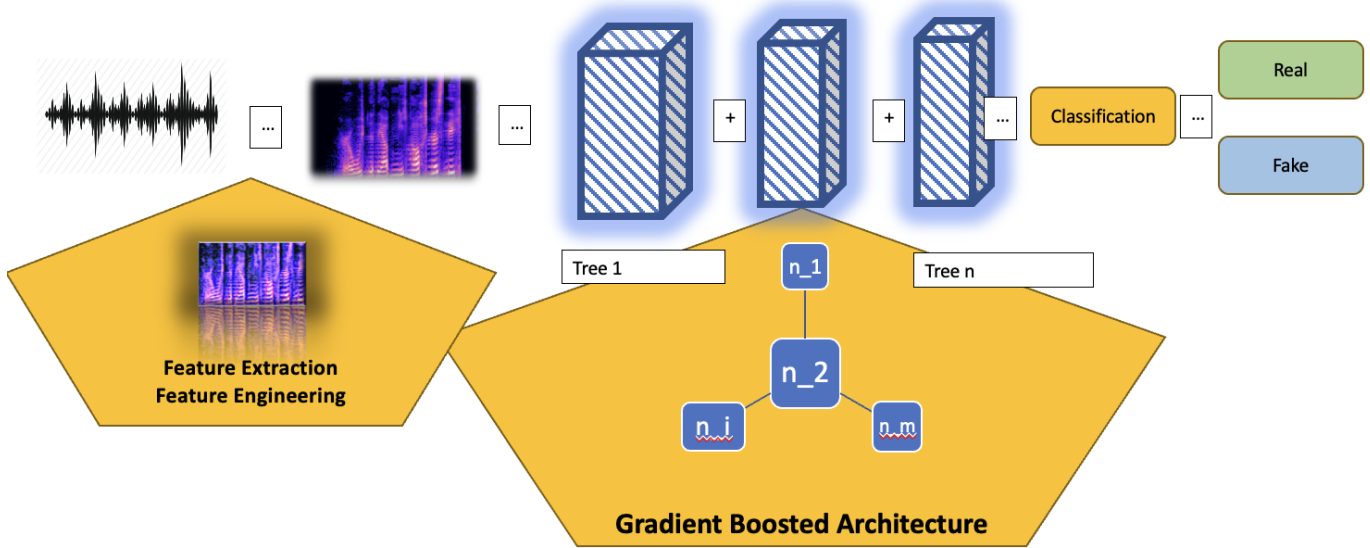 ...
...
+
+
...
Classification
...
Real
Fake
Tree 1
n_1
Tree n
n_2
n_i
n_m
Feature Extraction
Feature Engineering
Gradient Boosted Architecture